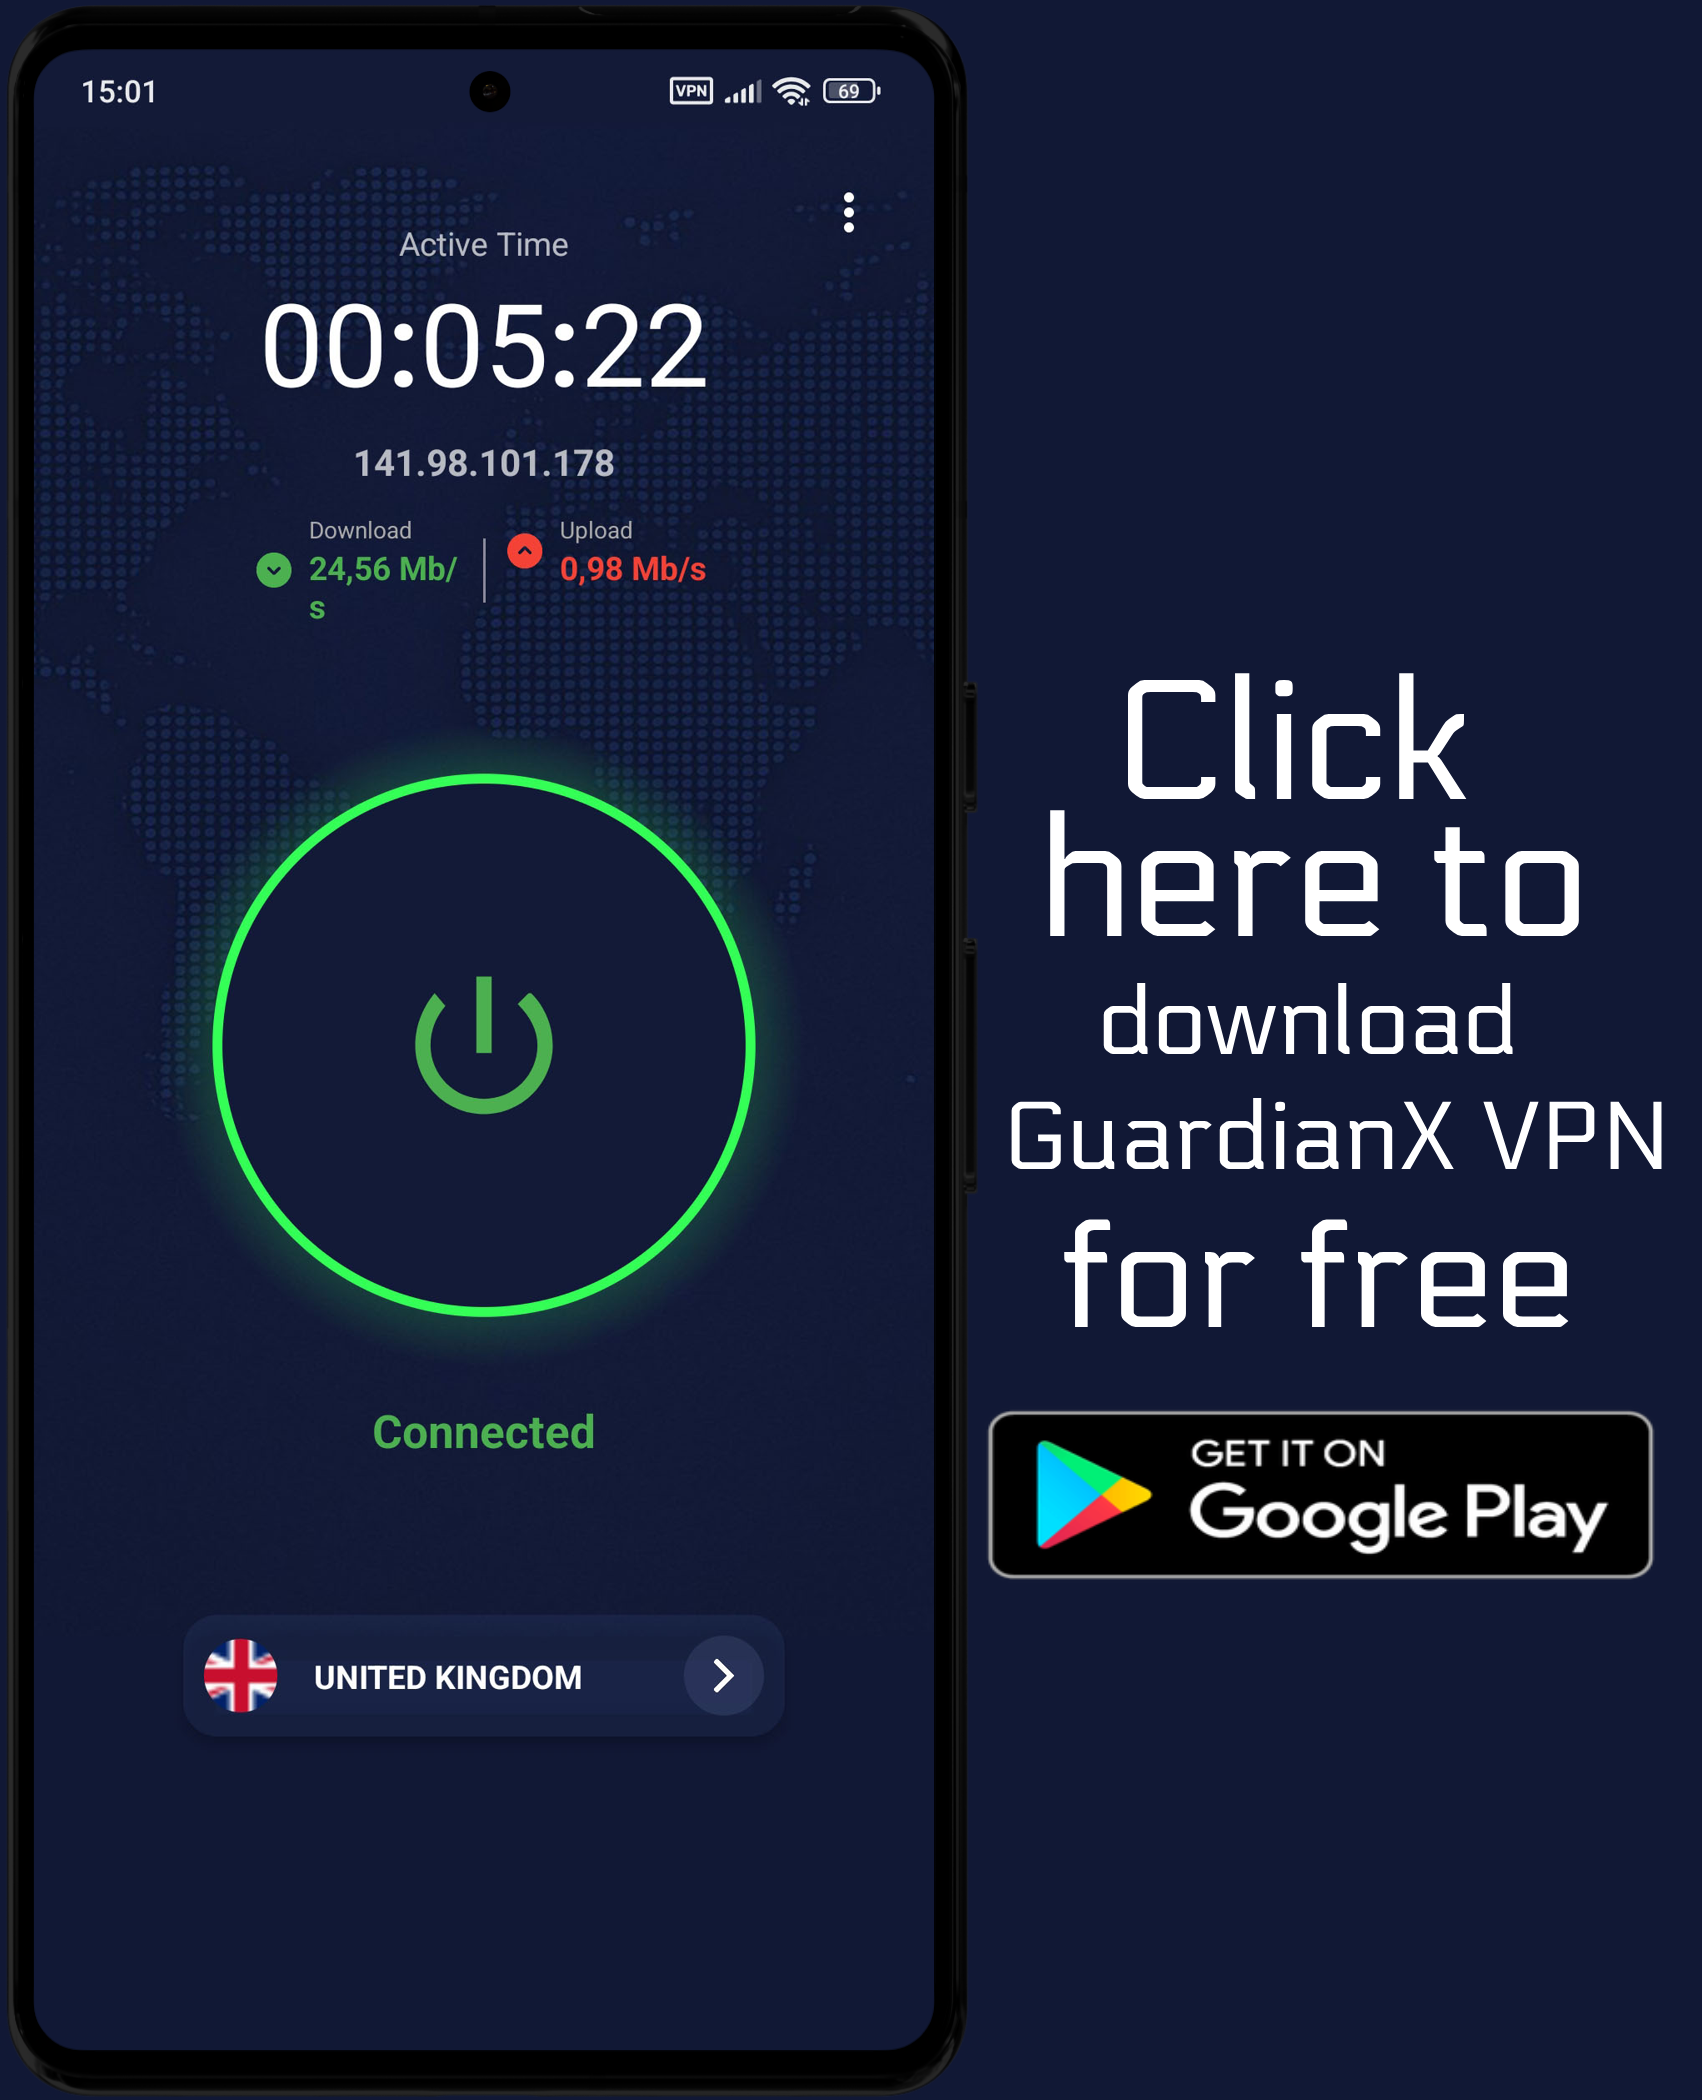 15:01
VPN
69
Active Time
00:05:22
141.98.101.178
Download
24,56 Mb/
s
Upload
0,98 Mb/s
Connected
UNITED KINGDOM
Click
here to
download
GuardianX VPN
for free
GET IT ON
Google Play